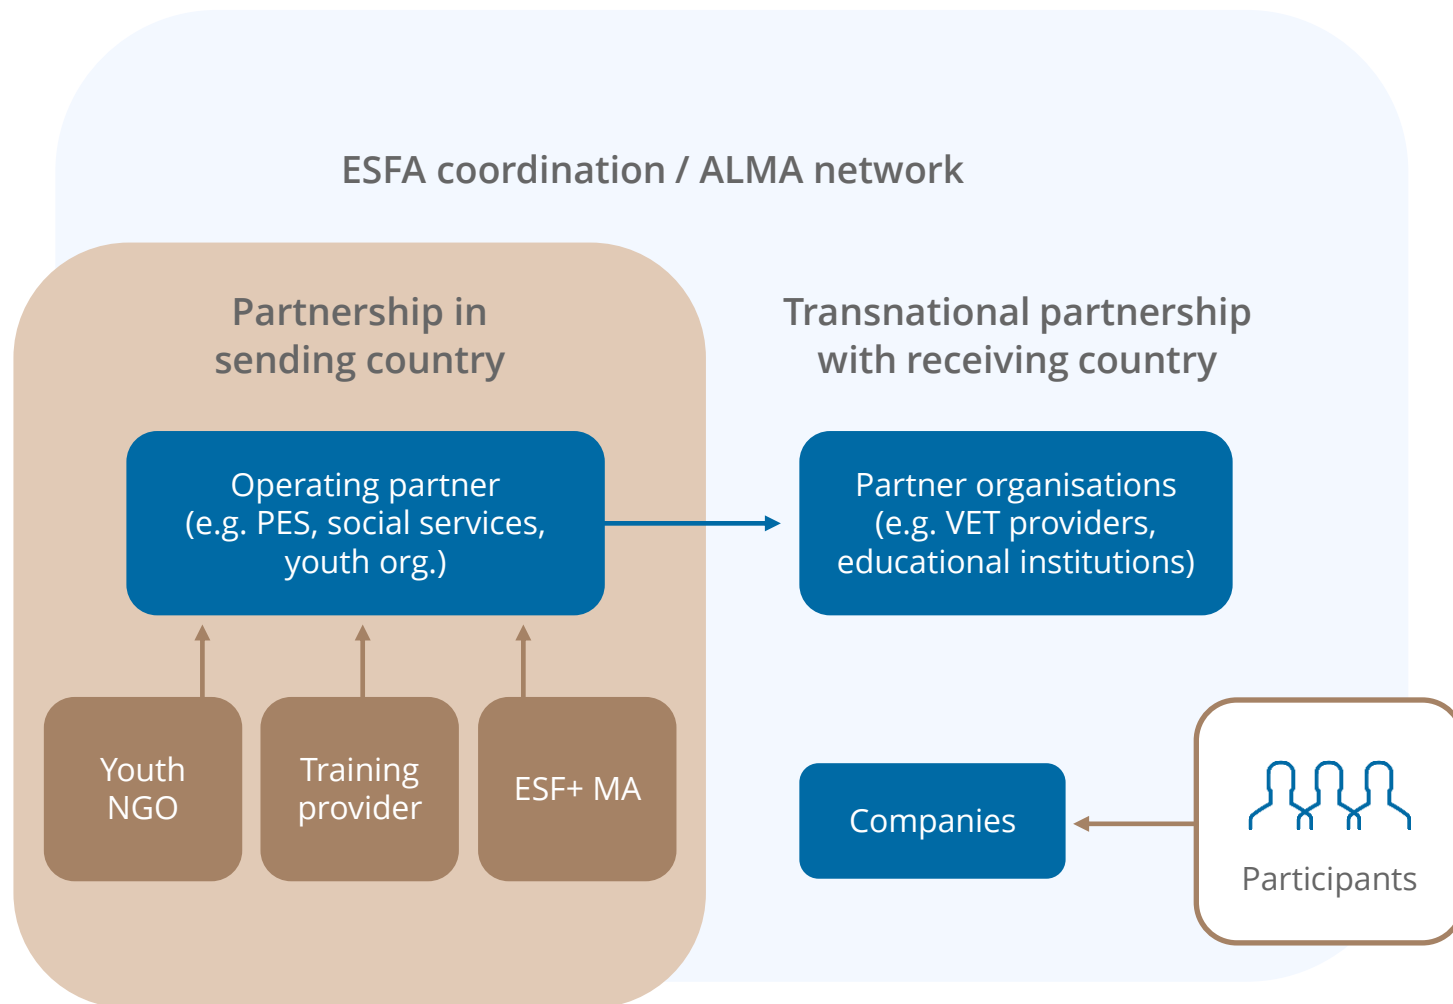 ESFA coordination / ALMA network
Partnership in
sending country
Transnational partnership
with receiving country
Operating partner
(e.g. PES, social services,
youth org.)
Partner organisations
(e.g. VET providers,
educational institutions)
Youth
NGO
Training
provider
ESF+ MA
Companies
Participants